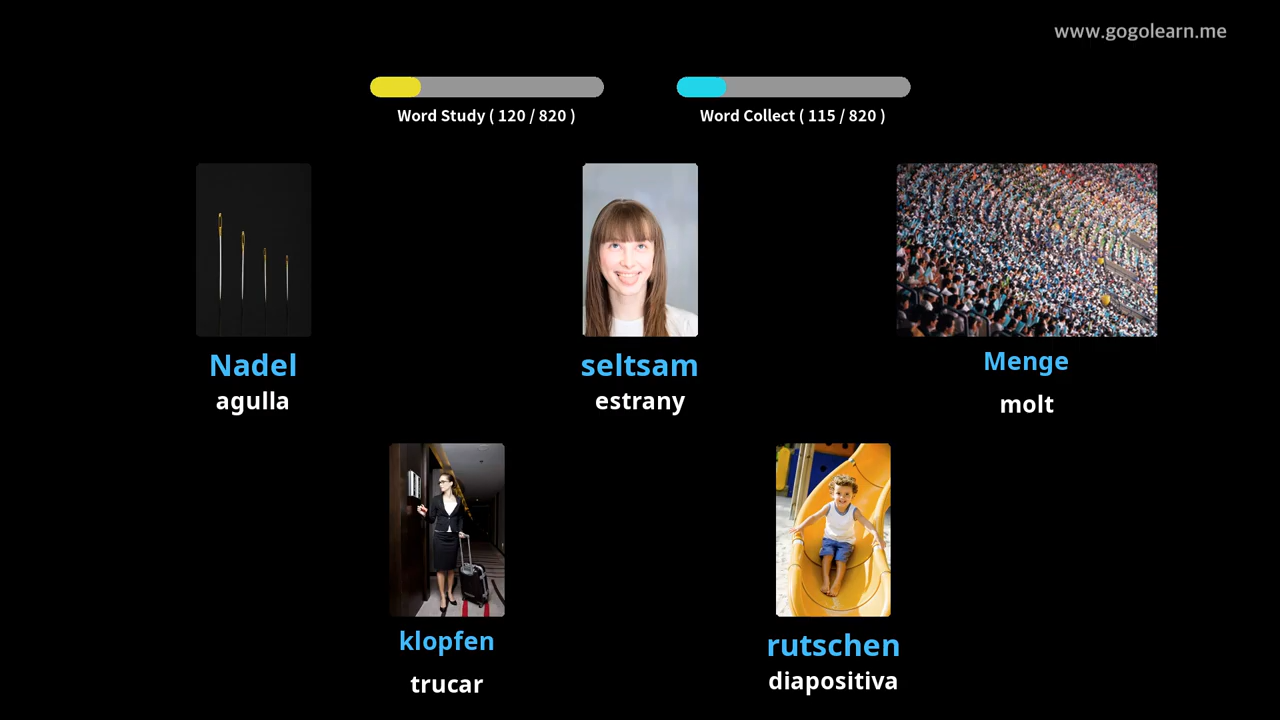 www.gogolearn.me
Word Study ( 120 / 820 )
Word Collect ( 115 / 820 )
Nadel
agulla
seltsam
estrany
Menge
molt
klopfen
trucar
rutschen
diapositiva